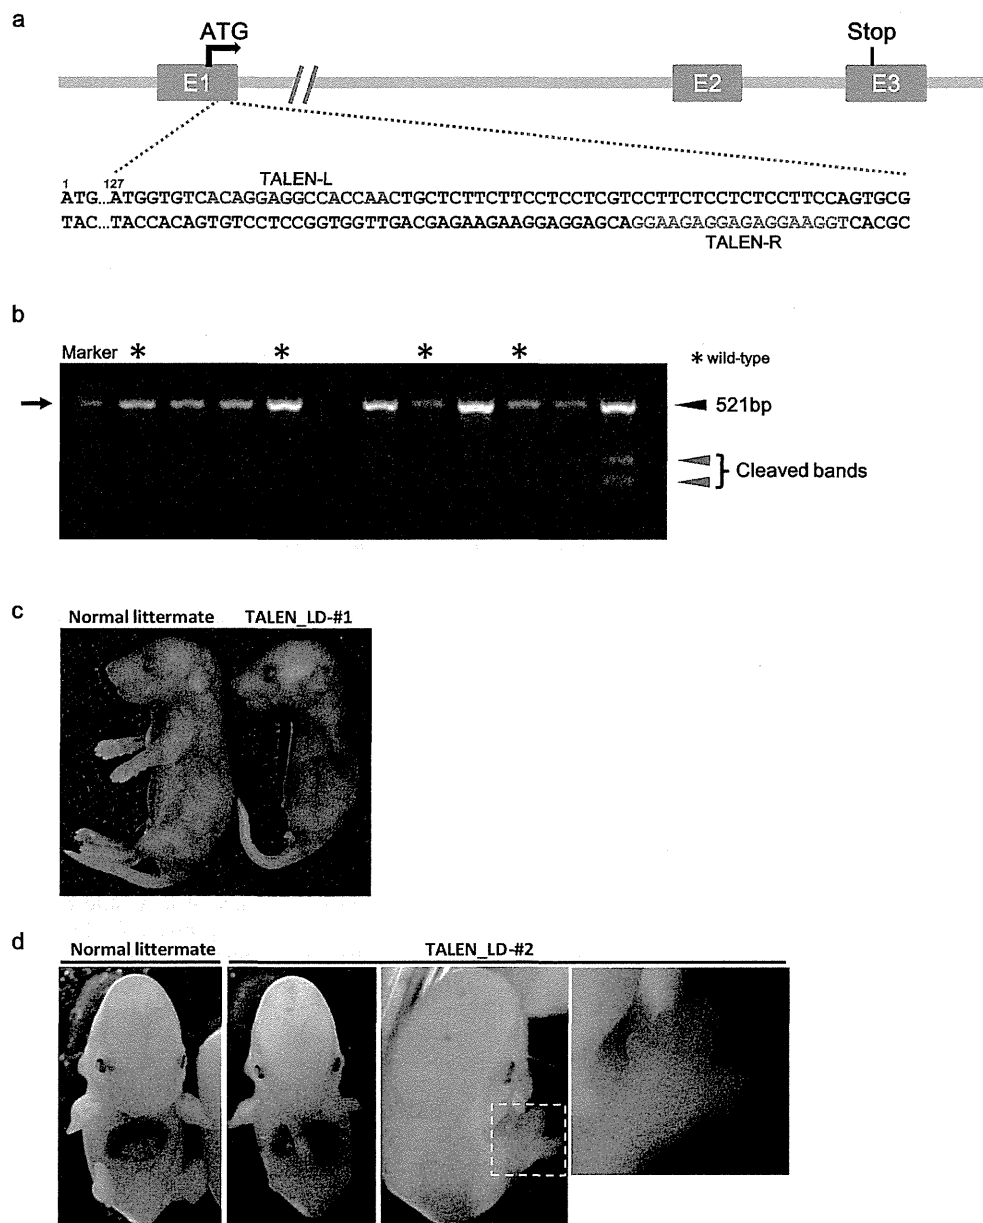 a
ATG
Stop
E1
E2
E3
1
127
TALEN-L
ATG...ATGGTGTCACAGGAGGCCACCAACTGCTCTTCTTCCTCCTCGTCCTTCTCCTCTCCTTCCAGTGCG
TAC...TACCACAGTGTCCTCCGGTGGTTGACGAGAAGAAGGAGGAGCAGGAAGAGGAGAGGAAGGTCACGC
TALEN-R
b
Marker * * * *
* wild-type
521bp
Cleaved bands
c
Normal littermate TALEN_LD-#1
d
Normal littermate TALEN_LD-#2